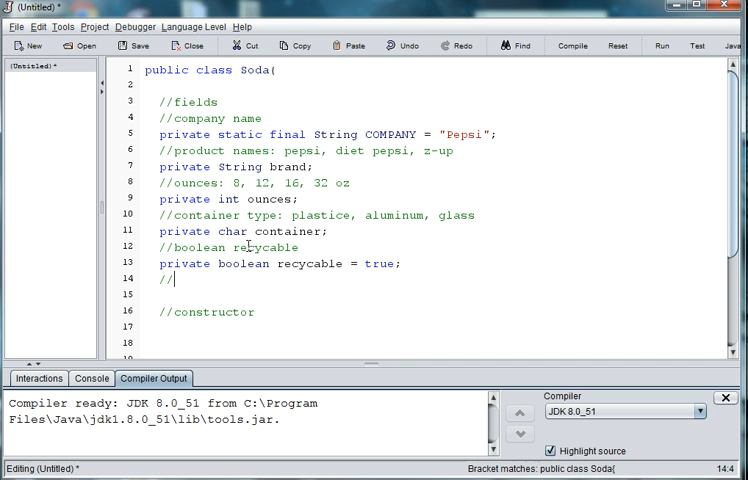 (Untitled) *
File Edit Tools Project Debugger Language Level Help
New Open Save Close Cut Copy Paste Undo Redo Find Compile Reset Run Test Java
(Untitled) *
1 public class Soda{
2
3 //fields
4 //company name
5 private static final String COMPANY = "Pepsi";
6 //product names: pepsi, diet pepsi, z-up
7 private String brand;
8 //ounces: 8, 12, 16, 32 oz
9 private int ounces;
10 //container type: plastice, aluminum, glass
11 private char container;
12 //boolean recycable
13 private boolean recycable = true;
14 //
15
16 //constructor
17
18
19
Interactions Console Compiler Output
Compiler ready: JDK 8.0_51 from C:\Program
Files\Java\jdk1.8.0_51\lib\tools.jar.
Compiler
JDK 8.0_51
Highlight source
Editing (Untitled) * Bracket matches: public class Soda{ 14:4